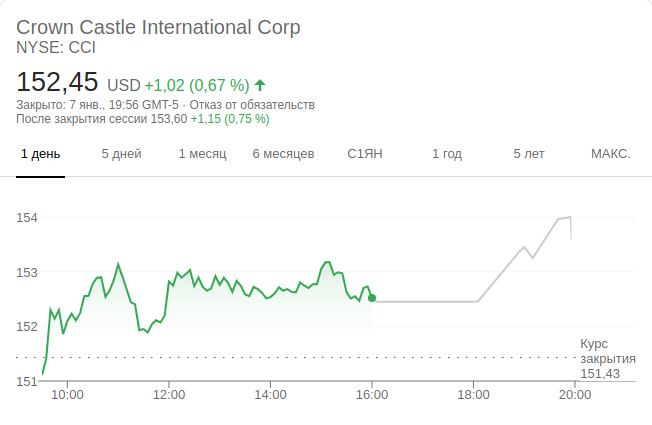 Crown Castle International Corp
NYSE: CCI
152,45 USD +1,02 (0,67 %) ↑
Закрыто: 7 янв., 19:56 GMT-5 · Отказ от обязательств
После закрытия сессии 153,60 +1,15 (0,75 %)
1 день 5 дней 1 месяц 6 месяцев С1ЯН 1 год 5 лет МАКС.
154
153
152
151
Курс
закрытия
151,43
10:00 12:00 14:00 16:00 18:00 20:00